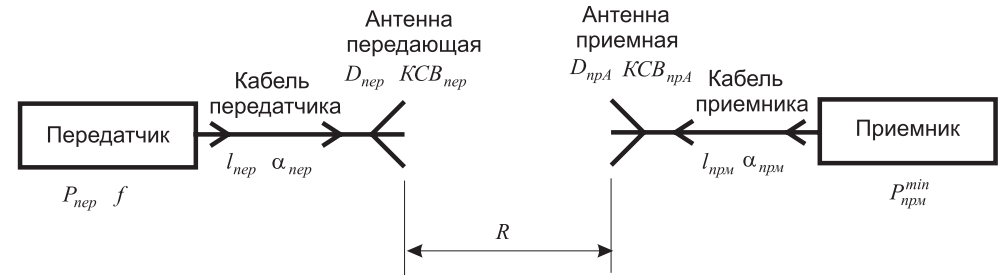 Антенна
передающая
D_пер КСВ_пер
Антенна
приемная
D_прА КСВ_прА
Кабель
передатчика
Кабель
приемника
Передатчик
Приемник
l_пер α_пер
l_прм α_прм
P_пер f
P_прм^min
R